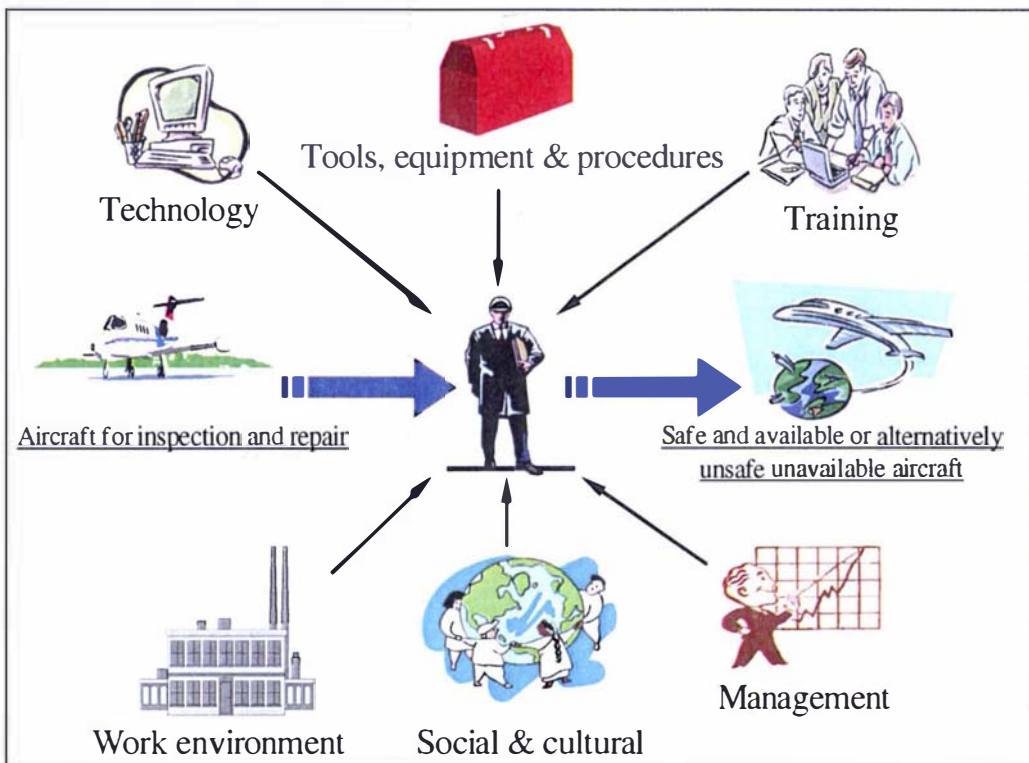 Tools, equipment & procedures
Technology
Training
Aircraft for inspection and repair
Safe and available or alternatively
unsafe unavailable aircraft
Work environment
Social & cultural
Management